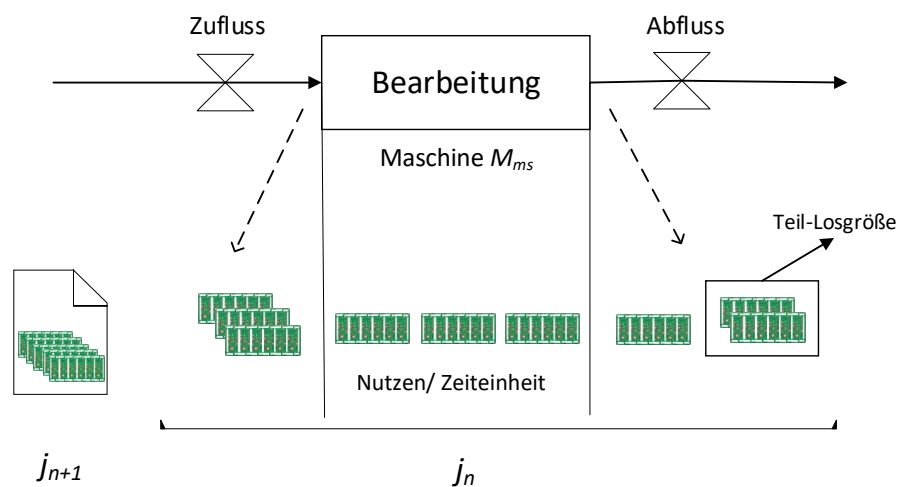 Zufluss
Abfluss
Bearbeitung
Maschine Mms
Teil-Losgröße
Nutzen/ Zeiteinheit
jn+1
jn